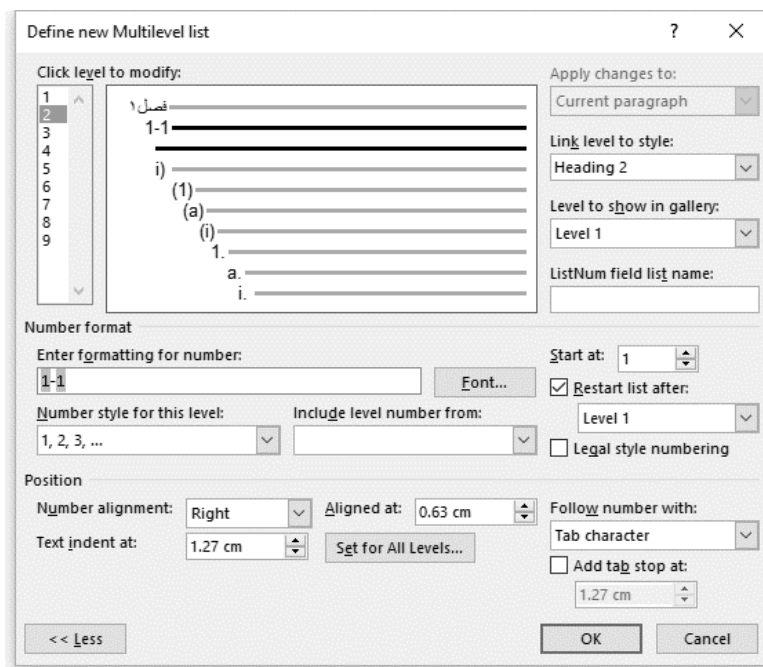 Define new Multilevel list ? ×
Click level to modify:
1
2
3
4
5
6
7
8
9
فصل ۱
1-1
i)
(1)
(a)
(i)
1.
a.
i.
Apply changes to:
Current paragraph
Link level to style:
Heading 2
Level to show in gallery:
Level 1
ListNum field list name:
Number format
Enter formatting for number:
1-1
Font...
Number style for this level:
1, 2, 3, ...
Include level number from:
Start at: 1
Restart list after:
Level 1
Legal style numbering
Position
Number alignment: Right
Aligned at: 0.63 cm
Text indent at: 1.27 cm
Set for All Levels...
Follow number with:
Tab character
Add tab stop at:
1.27 cm
<< Less
OK
Cancel